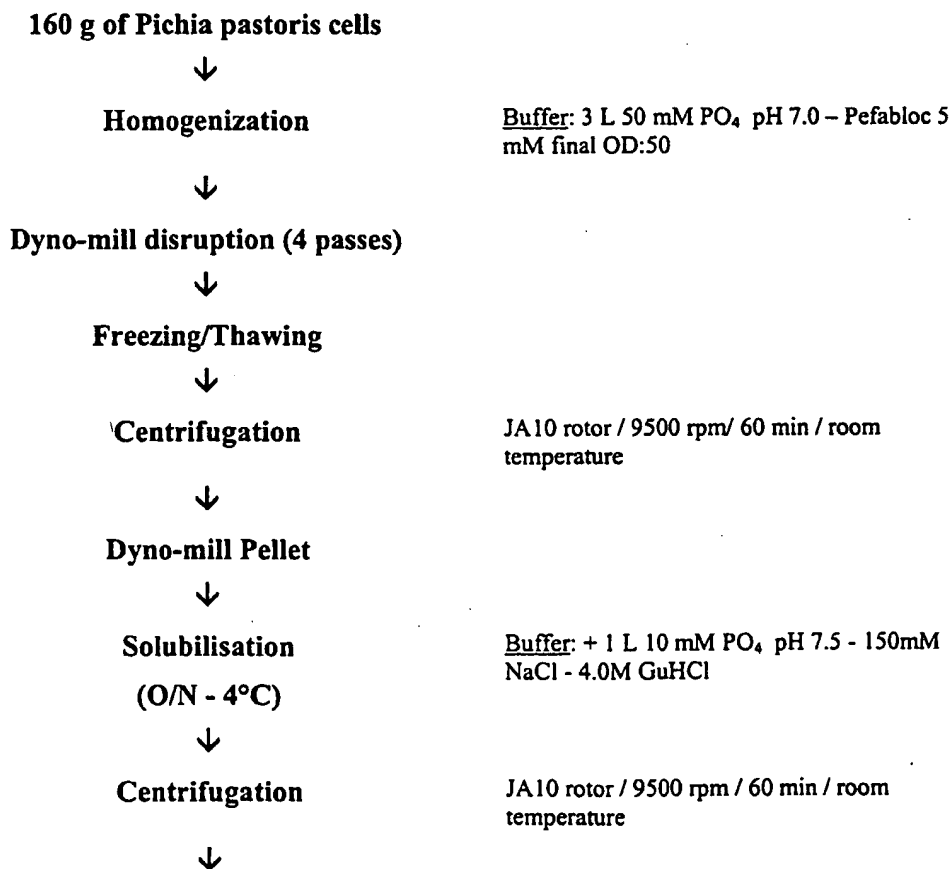 160 g of Pichia pastoris cells
↓
Homogenization
Buffer: 3 L 50 mM PO₄ pH 7.0 – Pefabloc 5
mM final OD:50
↓
Dyno-mill disruption (4 passes)
↓
Freezing/Thawing
↓
Centrifugation
JA10 rotor / 9500 rpm/ 60 min / room
temperature
↓
Dyno-mill Pellet
↓
Solubilisation
(O/N - 4°C)
Buffer: + 1 L 10 mM PO₄ pH 7.5 - 150mM
NaCl - 4.0M GuHCl
↓
Centrifugation
JA10 rotor / 9500 rpm / 60 min / room
temperature
↓